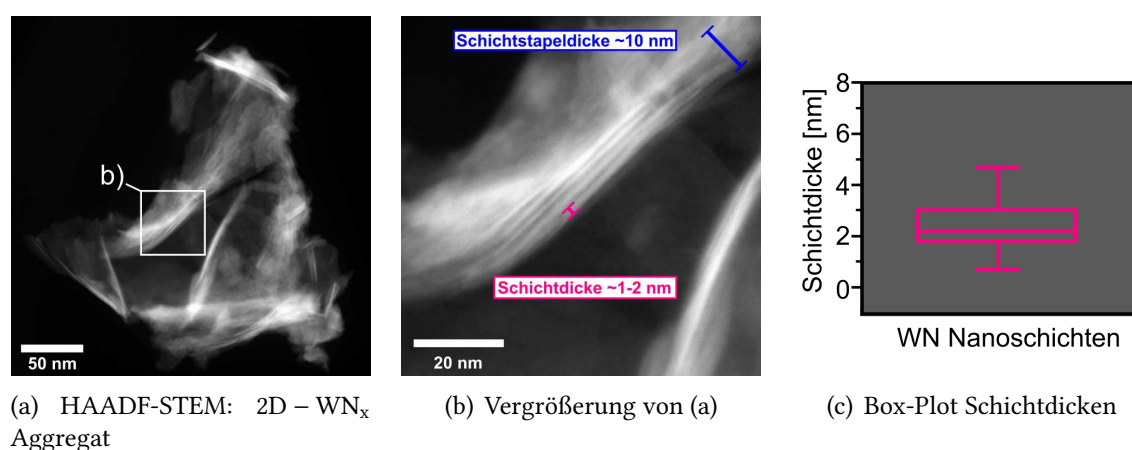 b)
50 nm
Schichtstapeldicke ~10 nm
Schichtdicke ~1-2 nm
20 nm
Schichtdicke [nm]
8
6
4
2
0
WN Nanoschichten
(a) HAADF-STEM: 2D – WNₓ
Aggregat
(b) Vergrößerung von (a)
(c) Box-Plot Schichtdicken